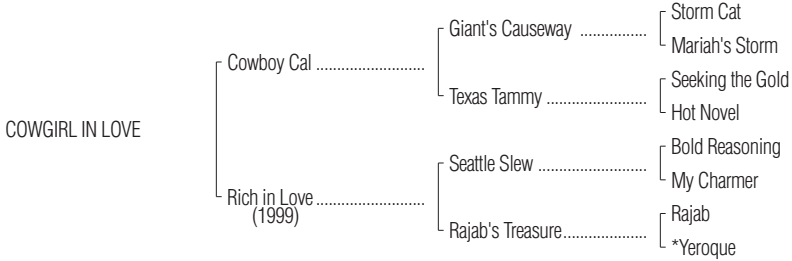 Storm Cat
Giant's Causeway ................
Mariah's Storm
Cowboy Cal ..........................
Seeking the Gold
Texas Tammy ........................
Hot Novel
COWGIRL IN LOVE
Bold Reasoning
Seattle Slew ..........................
My Charmer
Rich in Love ..........................
(1999)
Rajab
Rajab's Treasure....................
*Yeroque